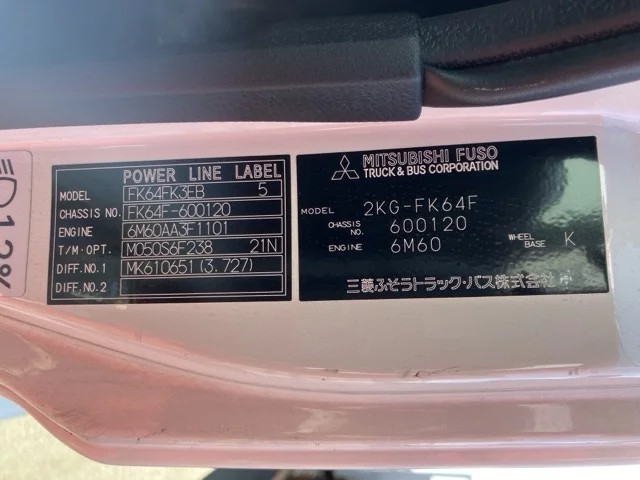 POWER LINE LABEL
MODEL FK64FK3EB 5
CHASSIS NO. FK64F-600120
ENGINE 6M60AA3F1101
T/M·OPT. M050S6F238 21N
DIFF.NO.1 MK610651 (3.727)
DIFF.NO.2
MITSUBISHI FUSO
TRUCK & BUS CORPORATION
MODEL 2KG-FK64F
CHASSIS NO. 600120
ENGINE 6M60
WHEEL BASE K
三菱ふそうトラック・バス株式会社
12%